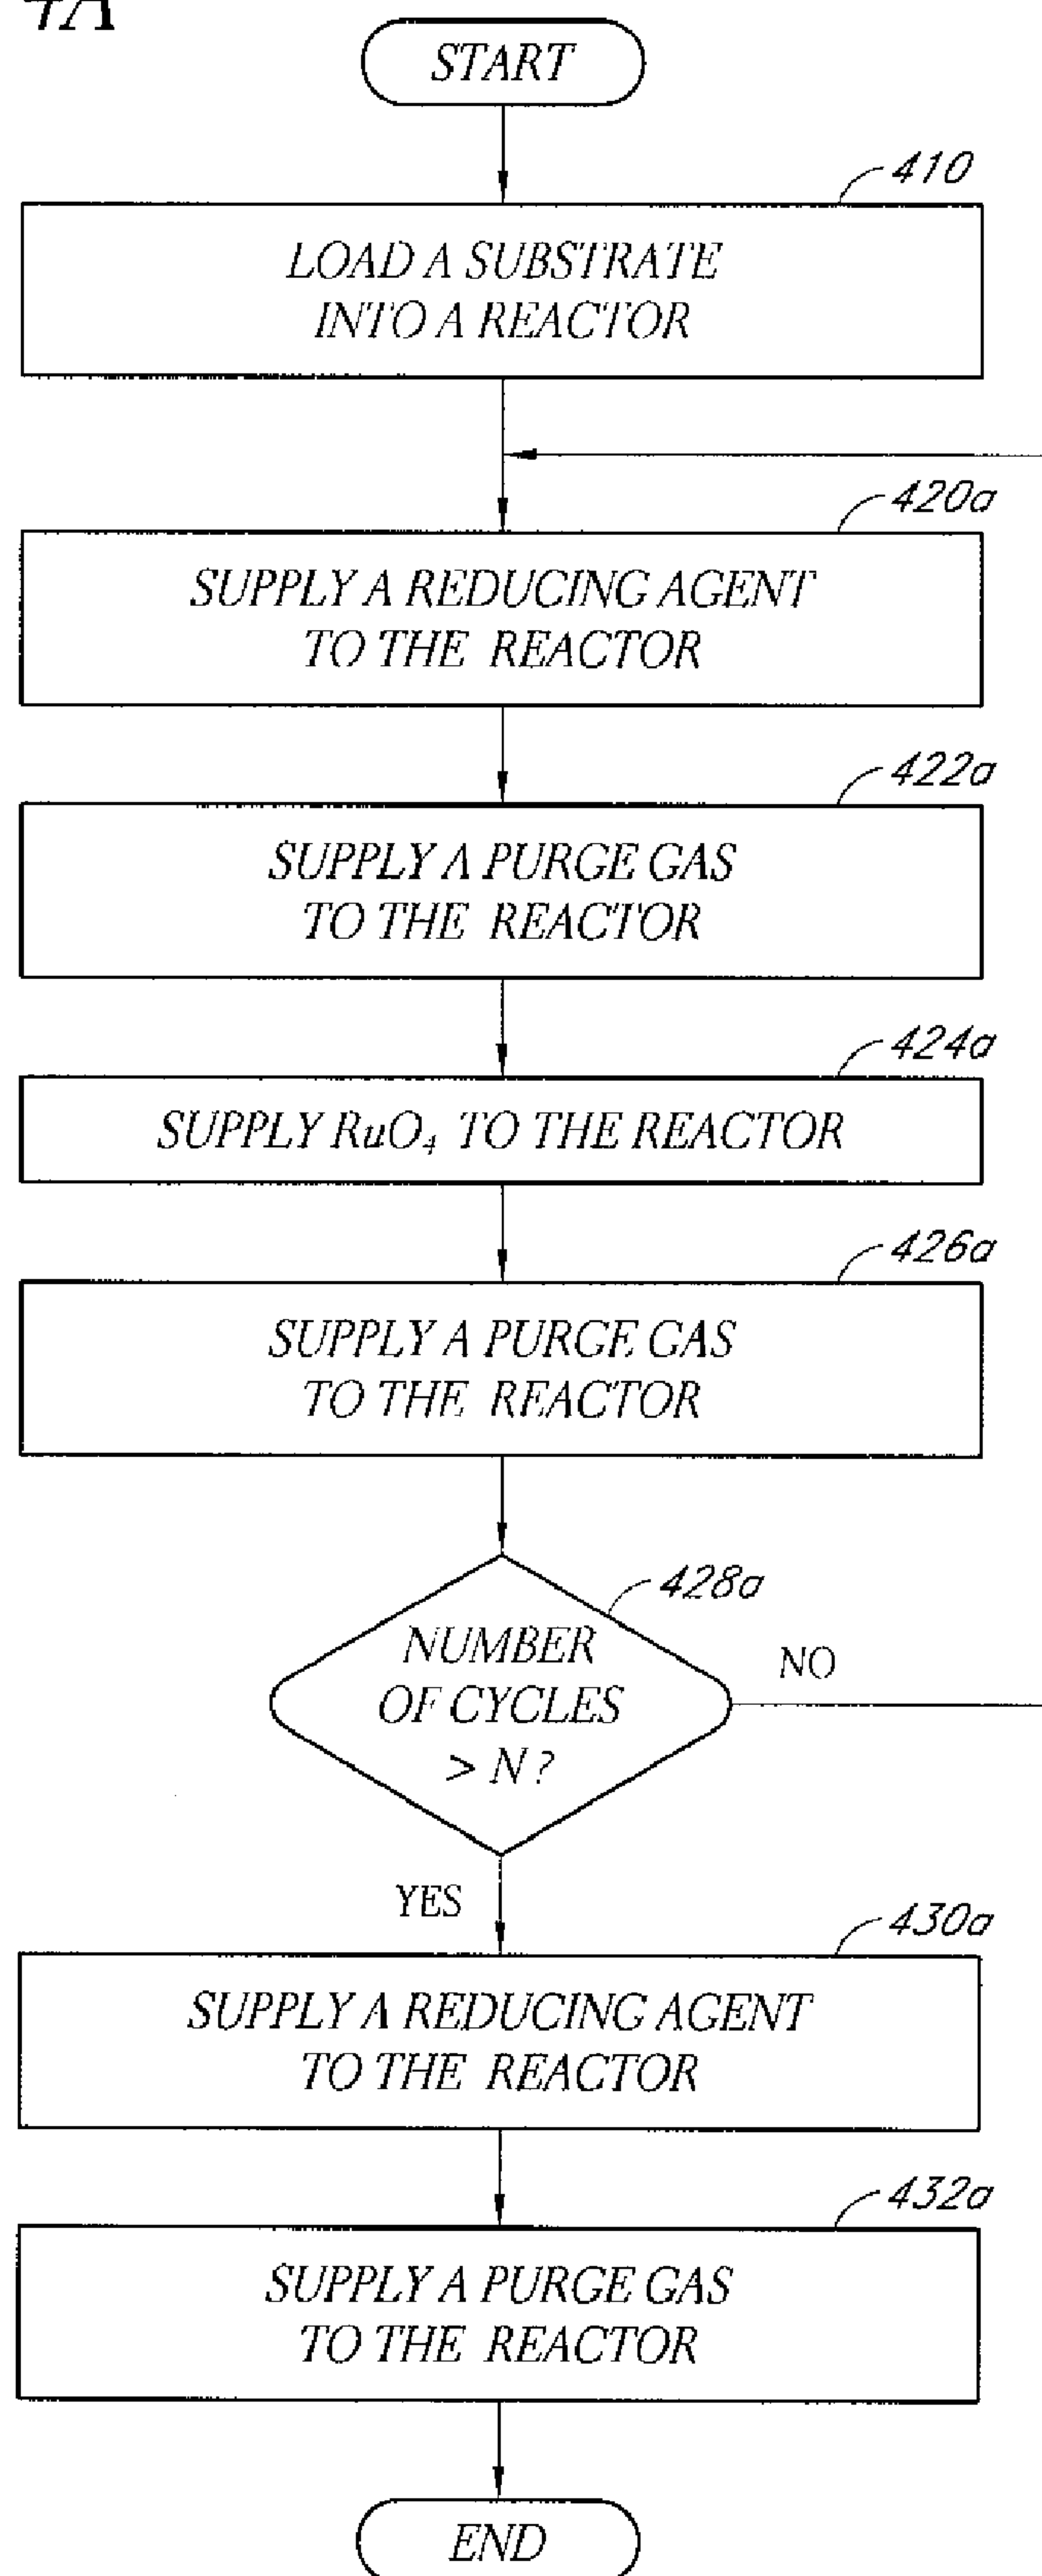 4A
START
410
LOAD A SUBSTRATE
INTO A REACTOR
420a
SUPPLY A REDUCING AGENT
TO THE REACTOR
422a
SUPPLY A PURGE GAS
TO THE REACTOR
424a
SUPPLY RuO₄ TO THE REACTOR
426a
SUPPLY A PURGE GAS
TO THE REACTOR
428a
NUMBER
OF CYCLES
> N?
NO
YES
430a
SUPPLY A REDUCING AGENT
TO THE REACTOR
432a
SUPPLY A PURGE GAS
TO THE REACTOR
END